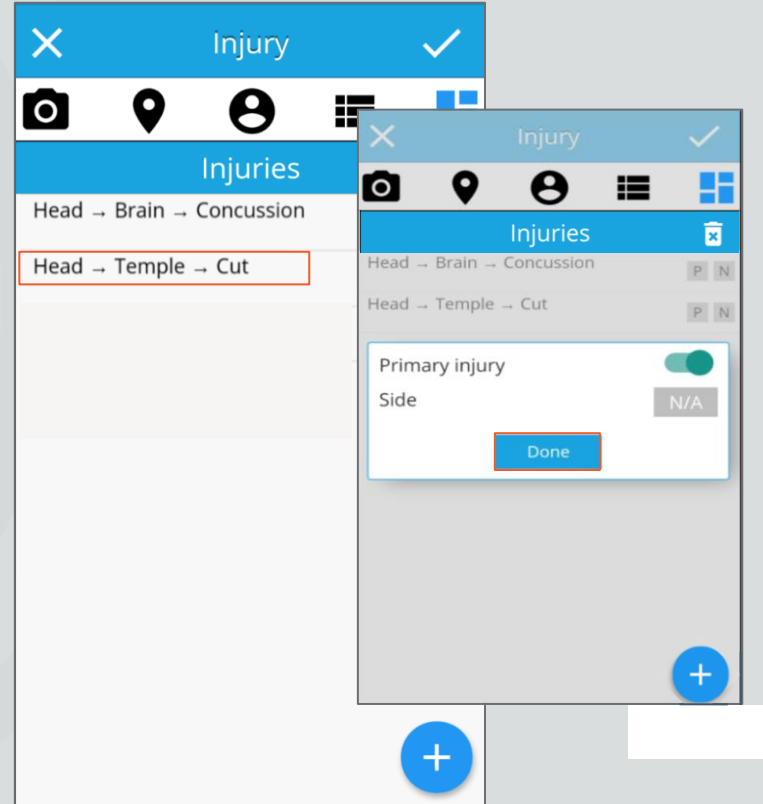 Injury
Injuries
Head → Brain → Concussion
Head → Temple → Cut
Injury
Injuries
Head → Brain → Concussion
P N
Head → Temple → Cut
P N
Primary injury
Side
N/A
Done